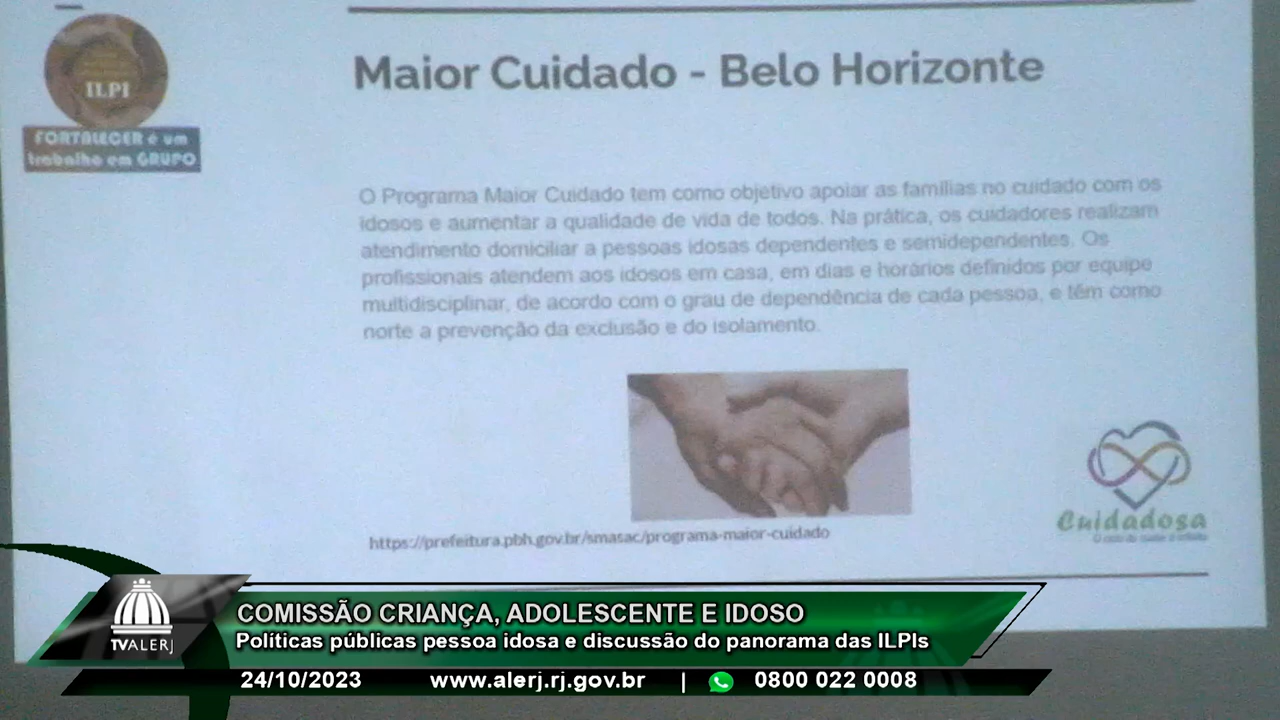 ILPI
FORTALECER é um
trabalho em GRUPO
Maior Cuidado - Belo Horizonte
O Programa Maior Cuidado tem como objetivo apoiar as famílias no cuidado com os
idosos e aumentar a qualidade de vida de todos. Na prática, os cuidadores realizam
atendimento domiciliar a pessoas idosas dependentes e semidependentes. Os
profissionais atendem aos idosos em casa, em dias e horários definidos por equipe
multidisciplinar, de acordo com o grau de dependência de cada pessoa, e têm como
norte a prevenção da exclusão e do isolamento.
https://prefeitura.pbh.gov.br/smasac/programa-maior-cuidado
Cuidadosa
TVALERJ
COMISSÃO CRIANÇA, ADOLESCENTE E IDOSO
Políticas públicas pessoa idosa e discussão do panorama das ILPIs
24/10/2023 www.alerj.rj.gov.br | 0800 022 0008